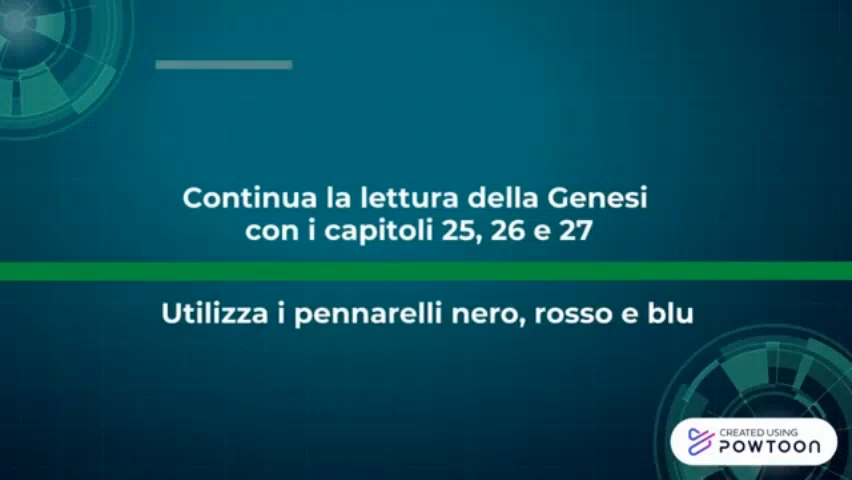 Continua la lettura della Genesi
con i capitoli 25, 26 e 27
Utilizza i pennarelli nero, rosso e blu
CREATED USING
POWTOON